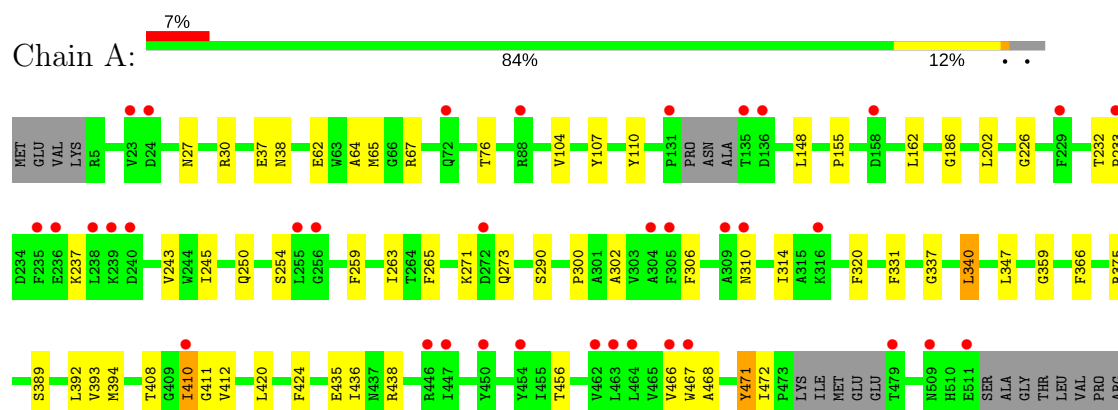 7%
Chain A:
84% 12% • •
MET GLU VAL LYS R5 V23 D24 N27 R30 E37 N38 E62 W63 A64 M65 G66 R67 Q72 T76 R88 V104 Y107 Y110 P131 PRO ASN ALA T135 D136 L148 P155 D158 L162 G186 L202 G226 F229 T232
D234 F235 E236 K237 L238 K239 D240 V243 W244 I245 Q250 S254 L255 G256 F259 I263 T264 F265 K271 D272 Q273 S290 P300 A301 A302 V303 A304 F305 F306 A309 N310 I314 A315 K316 F320 F331 G337 L340 L347 G359 F366
S389 L392 V393 M394 T408 G409 I410 G411 V412 L420 F424 E435 I436 N437 R438 R446 I447 Y450 Y454 I455 T456 V462 L463 L464 V465 V466 W467 A468 Y471 I472 P473 LYS ILE MET GLU GLU T479 N509 H510 E511 SER ALA GLY THR LEU VAL PRO